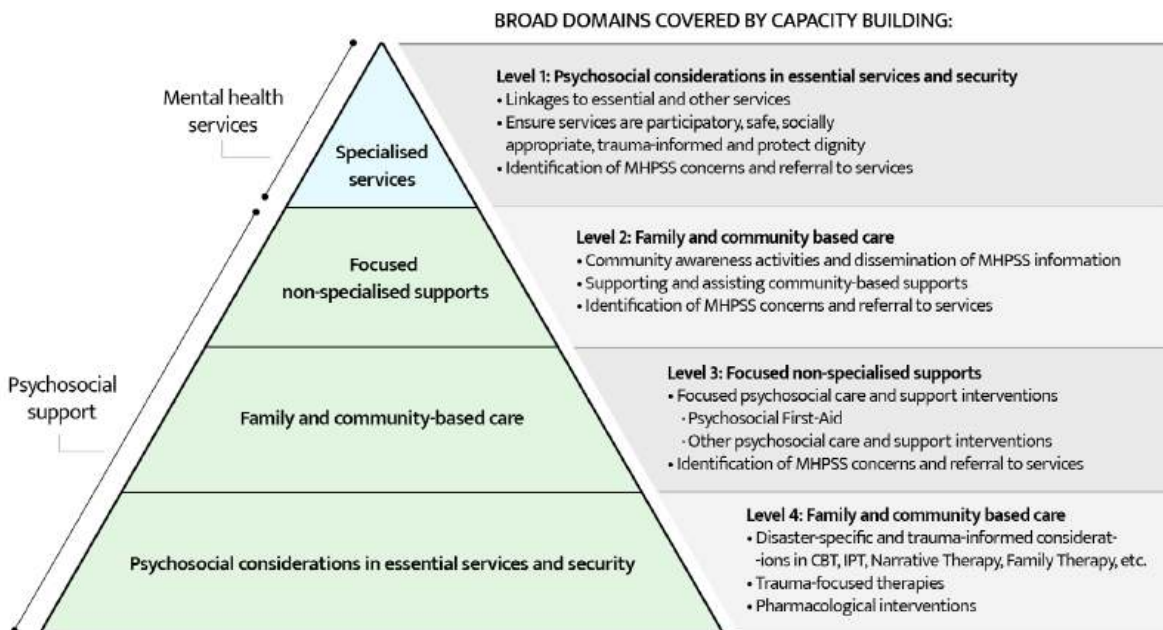 BROAD DOMAINS COVERED BY CAPACITY BUILDING:
Mental health
services
Specialised
services
Focused
non-specialised supports
Psychosocial
support
Family and community-based care
Psychosocial considerations in essential services and security
Level 1: Psychosocial considerations in essential services and security
• Linkages to essential and other services
• Ensure services are participatory, safe, socially
appropriate, trauma-informed and protect dignity
• Identification of MHPSS concerns and referral to services
Level 2: Family and community based care
• Community awareness activities and dissemination of MHPSS information
• Supporting and assisting community-based supports
• Identification of MHPSS concerns and referral to services
Level 3: Focused non-specialised supports
• Focused psychosocial care and support interventions
· Psychosocial First-Aid
· Other psychosocial care and support interventions
• Identification of MHPSS concerns and referral to services
Level 4: Family and community based care
• Disaster-specific and trauma-informed considerat-
-ions in CBT, IPT, Narrative Therapy, Family Therapy, etc.
• Trauma-focused therapies
• Pharmacological interventions